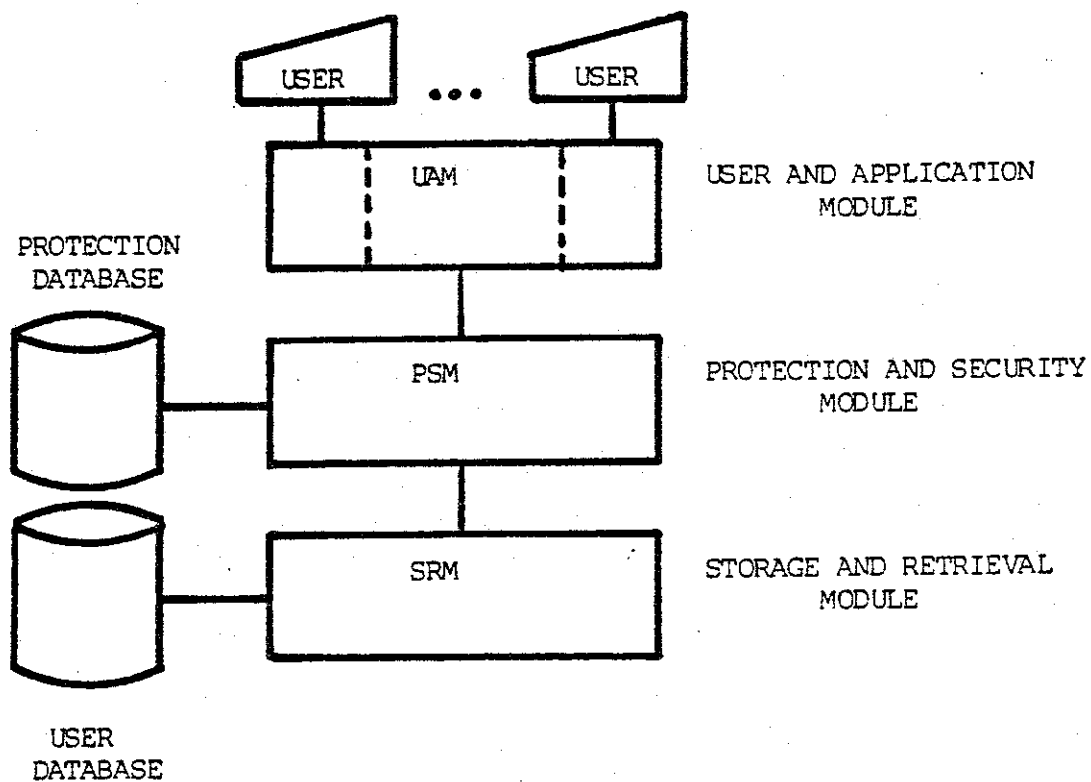 USER
...
USER
UAM
USER AND APPLICATION
MODULE
PROTECTION
DATABASE
PSM
PROTECTION AND SECURITY
MODULE
SRM
STORAGE AND RETRIEVAL
MODULE
USER
DATABASE